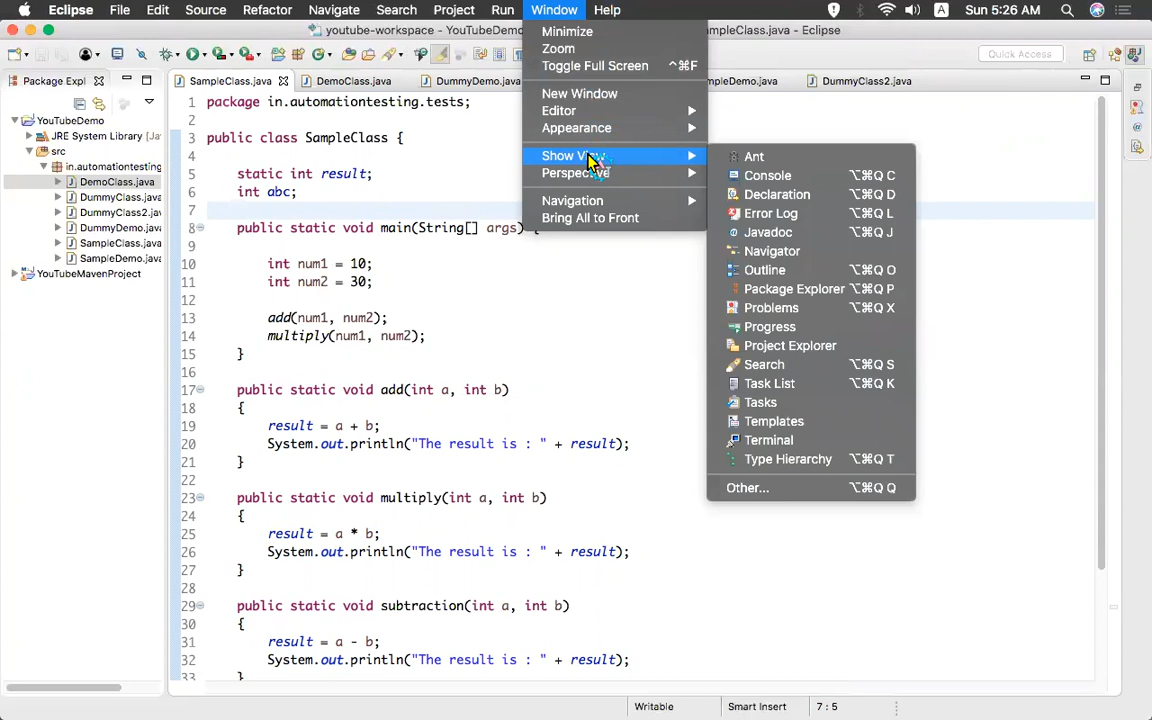 Eclipse File Edit Source Refactor Navigate Search Project Run Window Help A Sun 5:26 AM
youtube-workspace - YouTubeDemo
ampleClass.java - Eclipse
Quick Access
Package Expl
SampleClass.java
DemoClass.java
DummyDemo.java
DummyClass2.java
YouTubeDemo
JRE System Library [Jav
src
in.automationtesting
DemoClass.java
DummyClass.java
DummyClass2.java
DummyDemo.java
SampleClass.java
SampleDemo.java
YouTubeMavenProject
1 package in.automationtesting.tests;
2
3 public class SampleClass {
4
5 static int result;
6 int abc;
7
8 public static void main(String[] args) {
9
10 int num1 = 10;
11 int num2 = 30;
12
13 add(num1, num2);
14 multiply(num1, num2);
15 }
16
17 public static void add(int a, int b)
18 {
19 result = a + b;
20 System.out.println("The result is : " + result);
21 }
22
23 public static void multiply(int a, int b)
24 {
25 result = a * b;
26 System.out.println("The result is : " + result);
27 }
28
29 public static void subtraction(int a, int b)
30 {
31 result = a - b;
32 System.out.println("The result is : " + result);
33 }
Minimize
Zoom
Toggle Full Screen ^⌘F
New Window
Editor
Appearance
Show View
Perspective
Navigation
Bring All to Front
Ant
Console ⌥⌘Q C
Declaration ⌥⌘Q D
Error Log ⌥⌘Q L
Javadoc ⌥⌘Q J
Navigator
Outline ⌥⌘Q O
Package Explorer ⌥⌘Q P
Problems ⌥⌘Q X
Progress
Project Explorer
Search ⌥⌘Q S
Task List ⌥⌘Q K
Tasks
Templates
Terminal
Type Hierarchy ⌥⌘Q T
Other... ⌥⌘Q Q
Writable
Smart Insert
7 : 5